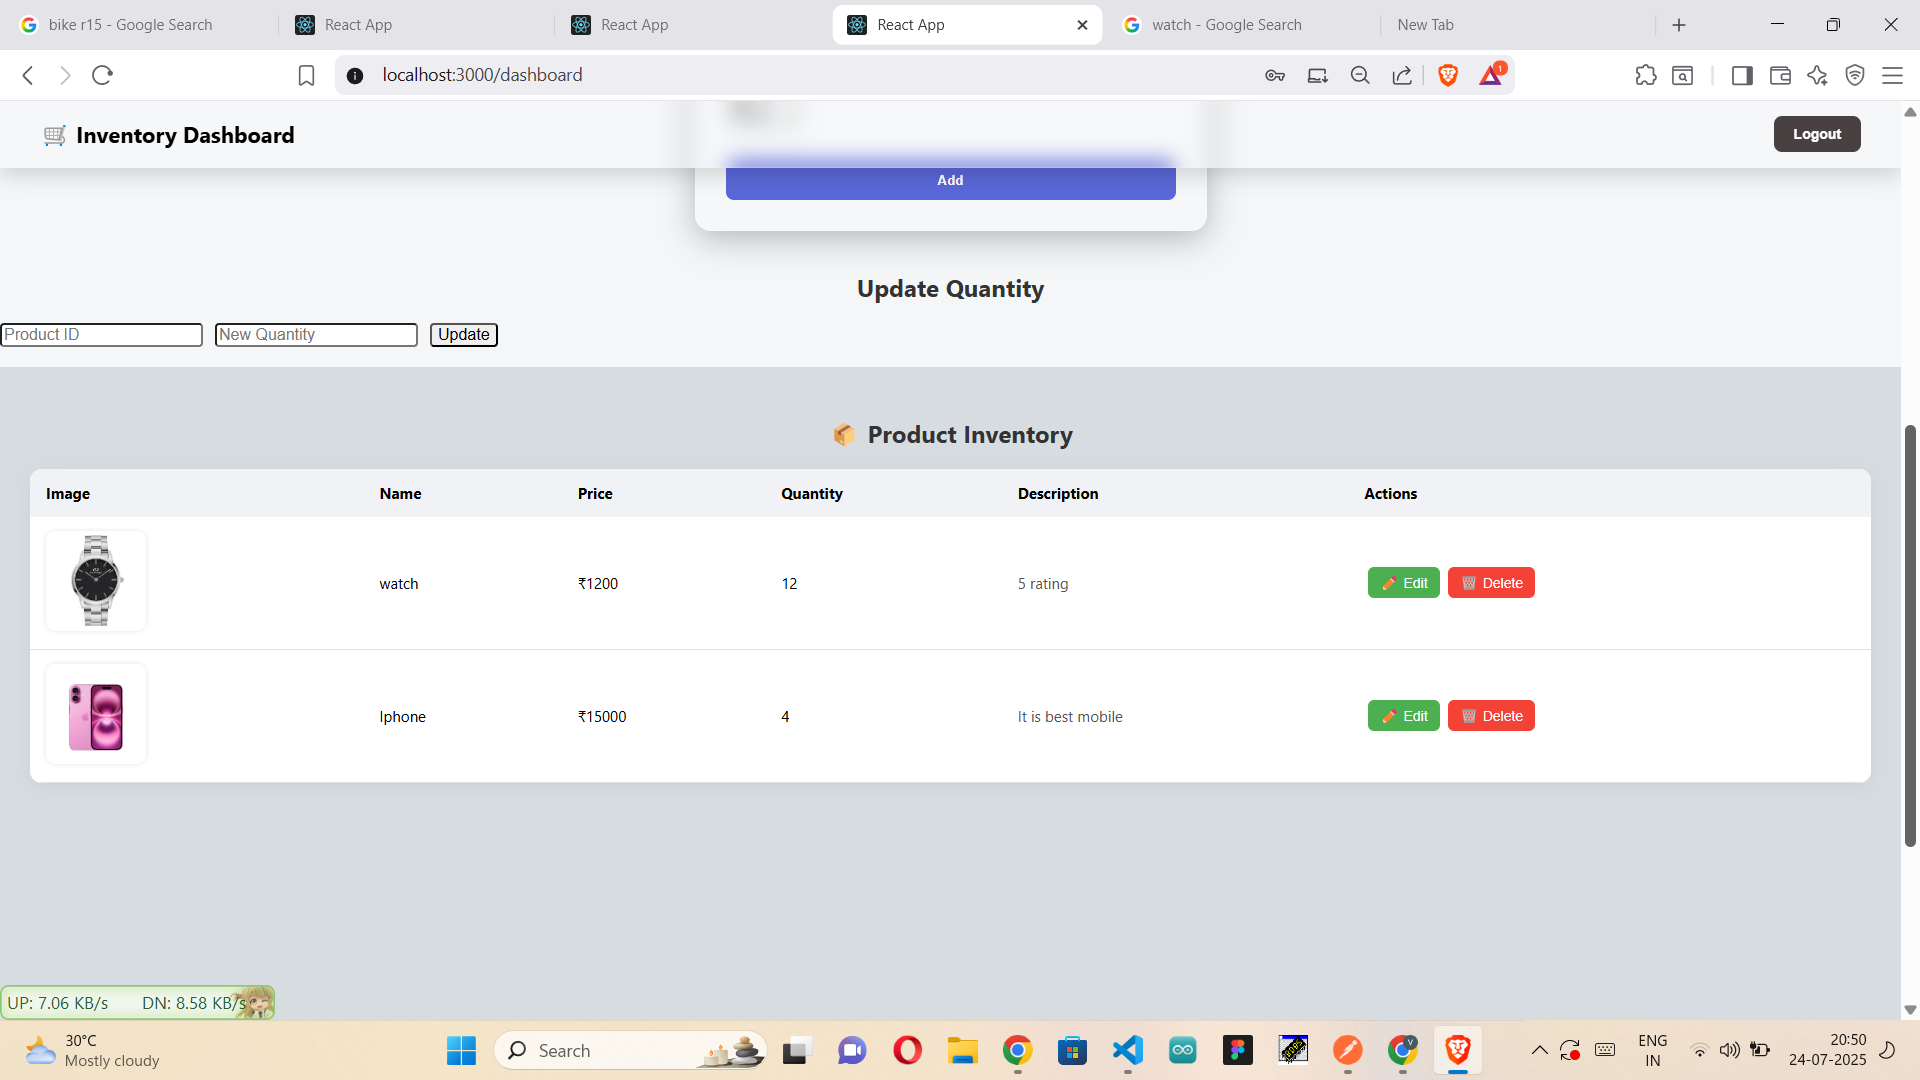 bike r15 - Google Search
React App
React App
React App
watch - Google Search
New Tab
localhost:3000/dashboard
1
Inventory Dashboard
Logout
Add
Update Quantity
Product ID
New Quantity
Update
Product Inventory
Image Name Price Quantity Description Actions
watch ₹1200 12 5 rating Edit Delete
Iphone ₹15000 4 It is best mobile Edit Delete
UP: 7.06 KB/s DN: 8.58 KB/s
30°C
Mostly cloudy
Search
V
ENG
IN
20:50
24-07-2025